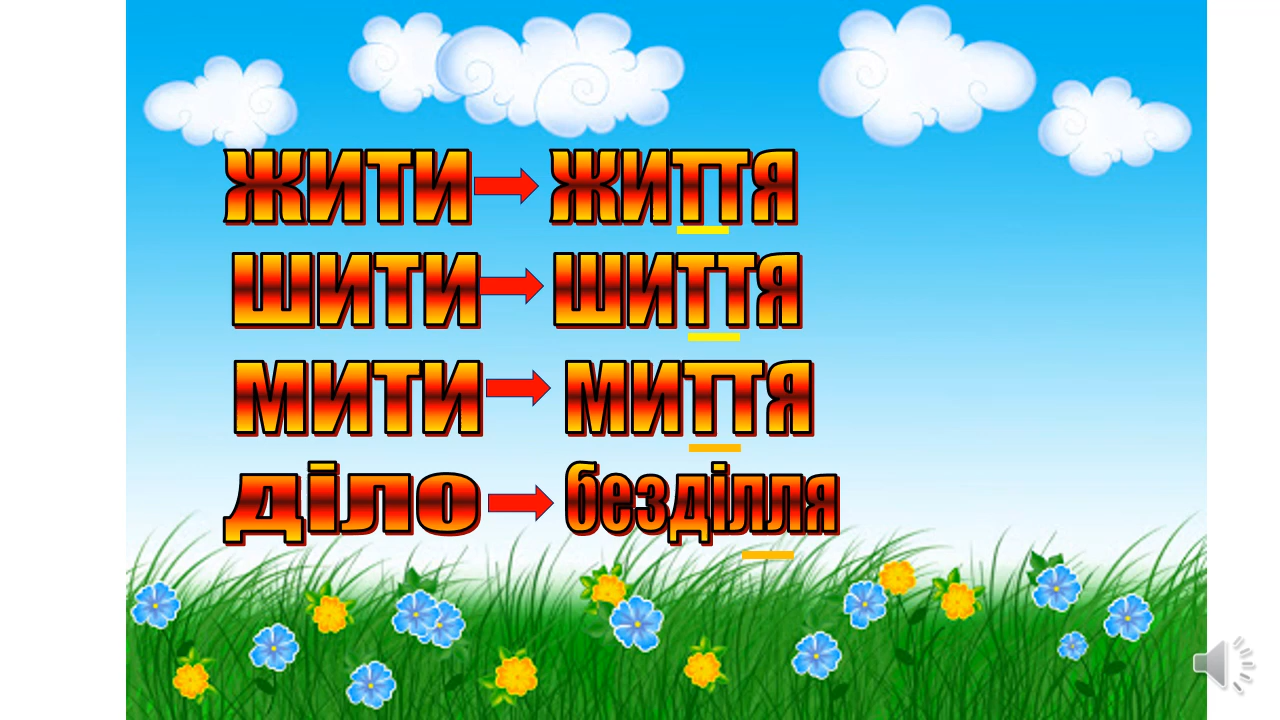 жити → життя
шити → шиття
мити → миття
діло → безділля